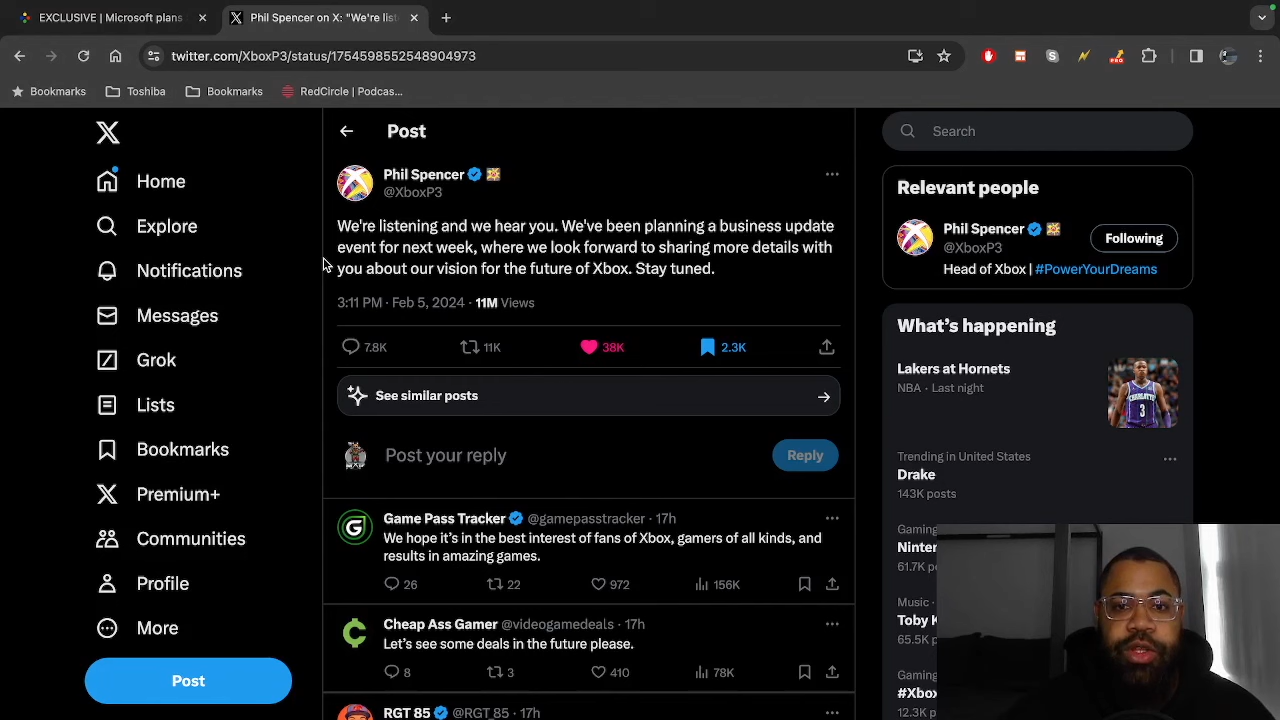 EXCLUSIVE | Microsoft plans
Phil Spencer on X: "We're list
twitter.com/XboxP3/status/1754598552548904973
PRO
Bookmarks
Toshiba
Bookmarks
RedCircle | Podcas...
Home
Explore
Notifications
Messages
Grok
Lists
Bookmarks
Premium+
Communities
Profile
More
Post
Post
Phil Spencer
@XboxP3
We're listening and we hear you. We've been planning a business update
event for next week, where we look forward to sharing more details with
you about our vision for the future of Xbox. Stay tuned.
3:11 PM · Feb 5, 2024 · 11M Views
7.8K 11K 38K 2.3K
See similar posts
Post your reply
Reply
Game Pass Tracker @gamepasstracker · 17h
We hope it's in the best interest of fans of Xbox, gamers of all kinds, and
results in amazing games.
26 22 972 156K
Cheap Ass Gamer @videogamedeals · 17h
Let's see some deals in the future please.
8 3 410 78K
RGT 85 @RGT_85 · 17h
Search
Relevant people
Phil Spencer
@XboxP3
Following
Head of Xbox | #PowerYourDreams
What's happening
Lakers at Hornets
NBA · Last night
CHARLOTTE
3
Trending in United States
Drake
143K posts
Gaming
Ninter
61.7K p
Music ·
Toby K
65.5K p
Gaming
#Xbox
12.3K p